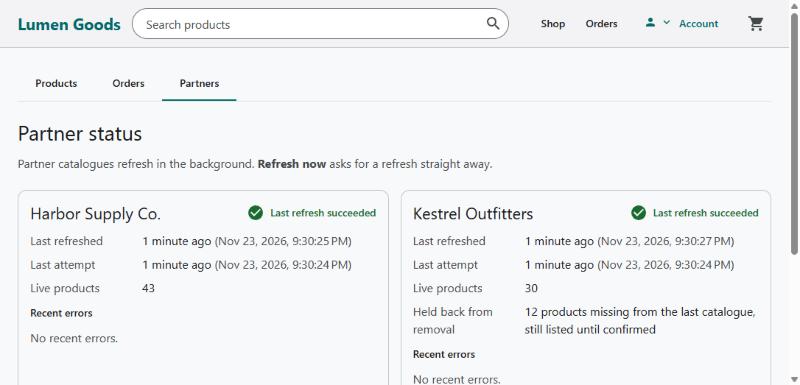 Lumen Goods
Search products
Shop
Orders
Account
Products
Orders
Partners
Partner status
Partner catalogues refresh in the background. Refresh now asks for a refresh straight away.
Harbor Supply Co.
Last refresh succeeded
Last refreshed 1 minute ago (Nov 23, 2026, 9:30:25 PM)
Last attempt 1 minute ago (Nov 23, 2026, 9:30:24 PM)
Live products 43
Recent errors
No recent errors.
Kestrel Outfitters
Last refresh succeeded
Last refreshed 1 minute ago (Nov 23, 2026, 9:30:27 PM)
Last attempt 1 minute ago (Nov 23, 2026, 9:30:24 PM)
Live products 30
Held back from removal 12 products missing from the last catalogue, still listed until confirmed
Recent errors
No recent errors.